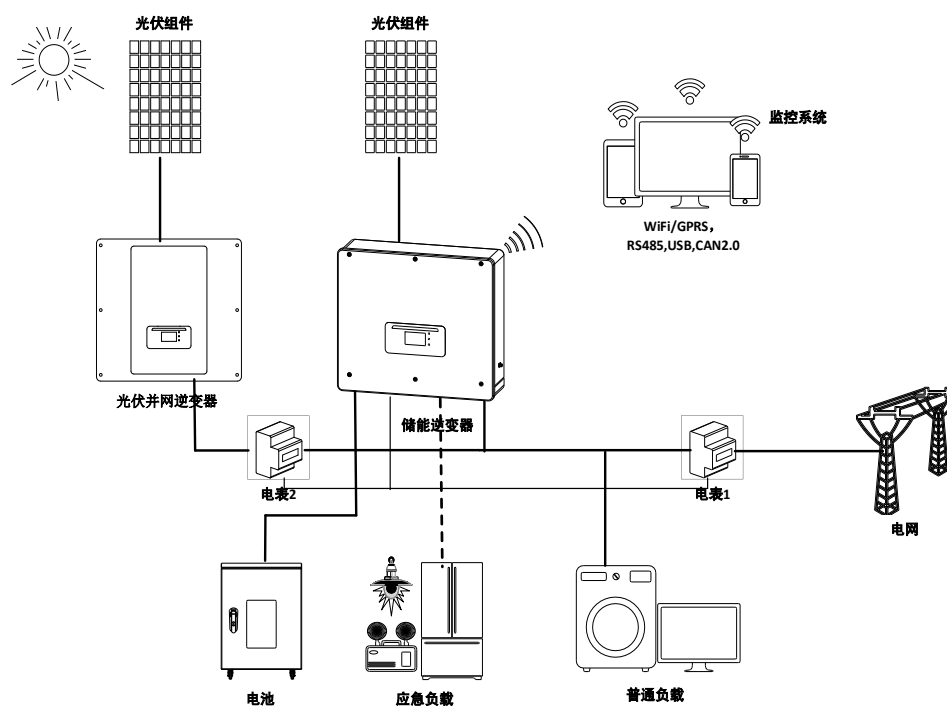 光伏组件
光伏组件
监控系统
WiFi/GPRS，
RS485,USB,CAN2.0
光伏并网逆变器
储能逆变器
电表2
电表1
电网
电池
应急负载
普通负载